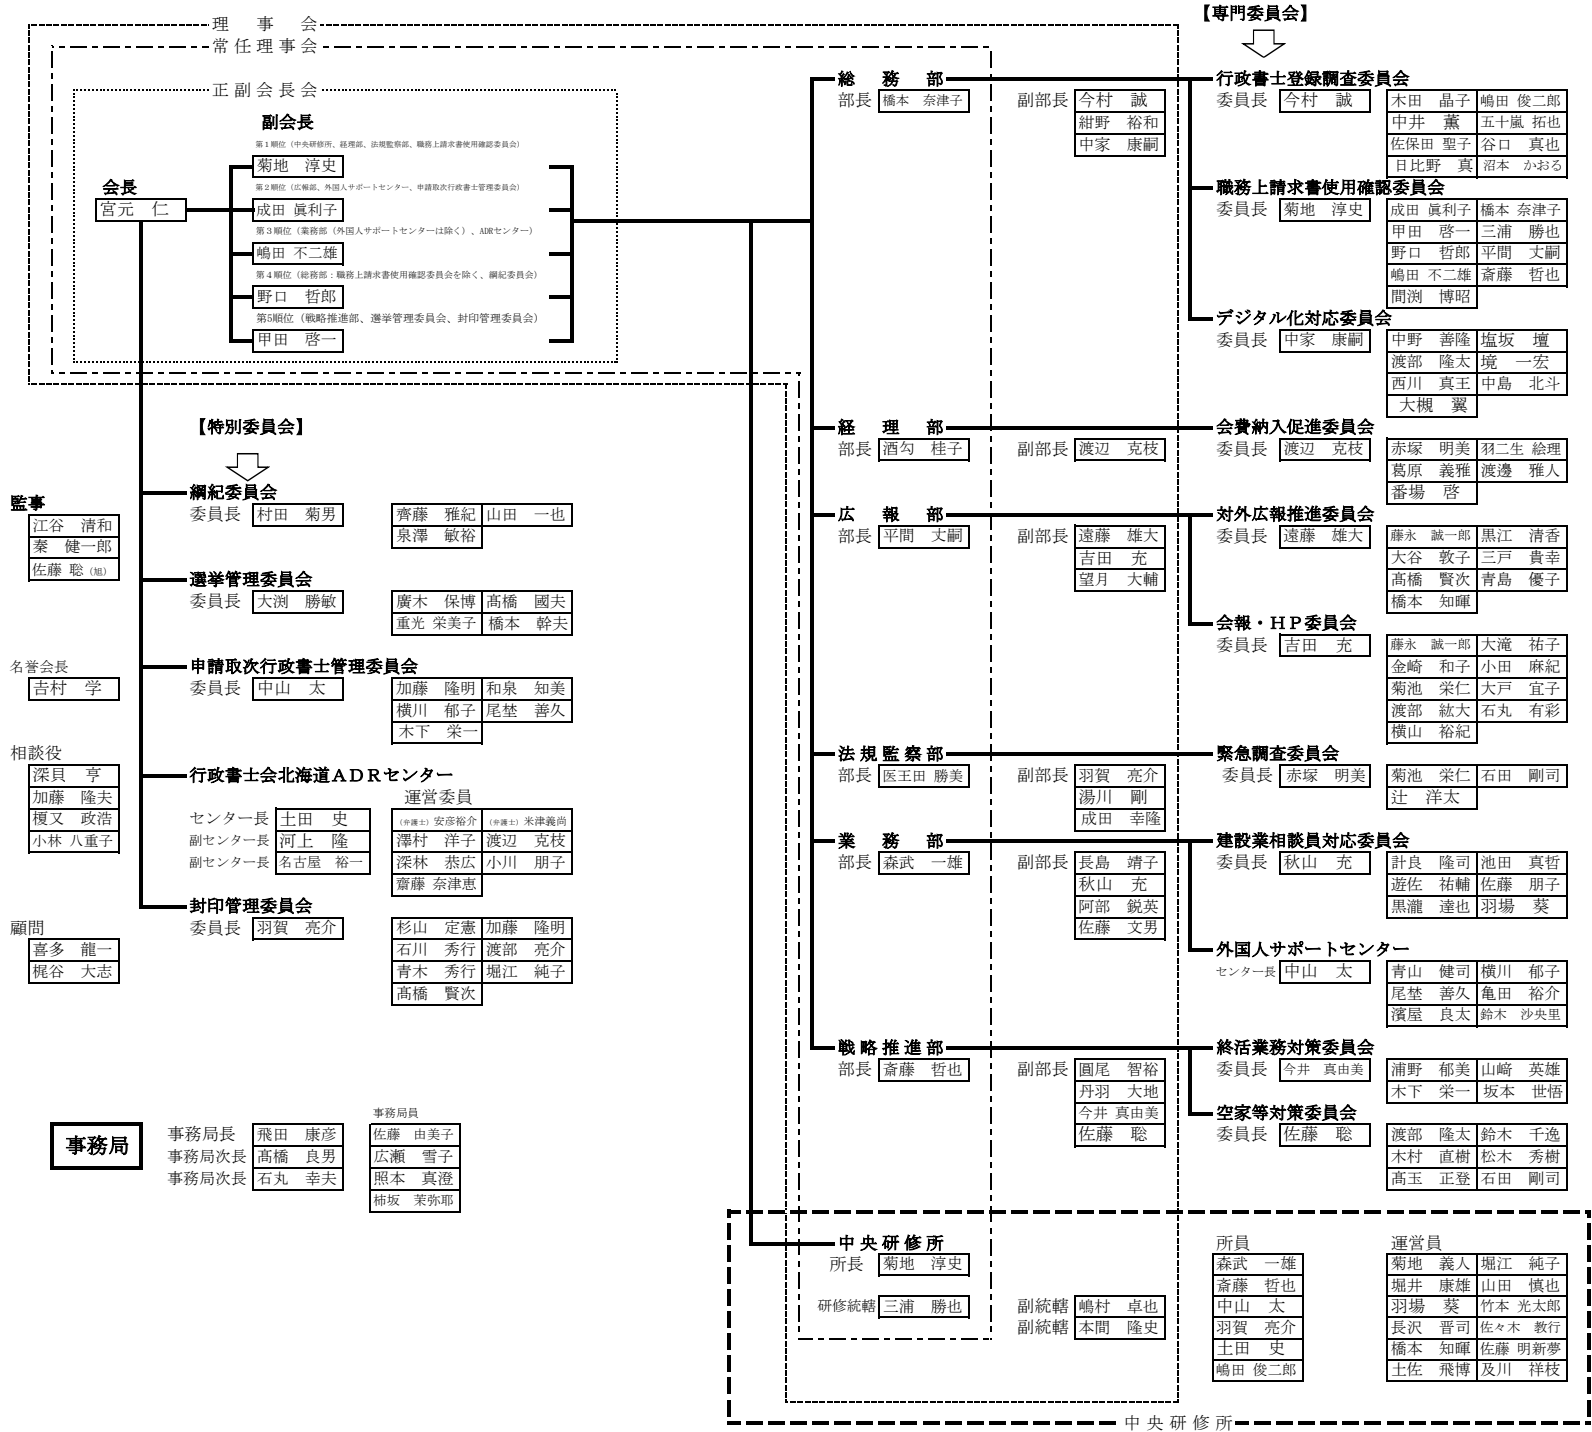 理　事　会
常任理事会
正副会長会
副会長
第１順位（中央研修所、経理部、法規監察部、職務上請求書使用確認委員会）
菊地　淳史
第２順位（広報部、外国人サポートセンター、申請取次行政書士管理委員会）
成田 眞利子
第３順位（業務部（外国人サポートセンターは除く）、ADRセンター）
嶋田 不二雄
第４順位（総務部：職務上請求書使用確認委員会を除く、綱紀委員会）
野口　哲郎
第5順位（戦略推進部、選挙管理委員会、封印管理委員会）
甲田　啓一
会長
宮元　仁
【特別委員会】
綱紀委員会
委員長 村田　菊男 齊藤　雅紀 山田　一也
泉澤　敏裕
選挙管理委員会
委員長 大渕　勝敏 廣木　保博 髙橋　國夫
重光 栄美子 橋本　幹夫
申請取次行政書士管理委員会
委員長 中山　太 加藤　隆明 和泉　知美
横川　郁子 尾埜　善久
木下　栄一
行政書士会北海道ＡＤＲセンター
運営委員
センター長 土田　史 （弁護士）安彦裕介 （弁護士）米津義尚
副センター長 河上　隆 澤村　洋子 渡辺　克枝
副センター長 名古屋　裕一 深林　恭広 小川　朋子
齋藤 奈津恵
封印管理委員会
委員長 羽賀　亮介 杉山　定憲 加藤　隆明
石川　秀行 渡部　亮介
青木　秀行 堀江　純子
髙橋　賢次
監事
江谷　清和
秦　健一郎
佐藤 聡（旭）
名誉会長
吉村　学
相談役
深貝　亨
加藤　隆夫
榎又　政浩
小林 八重子
顧問
喜多　龍一
梶谷　大志
事務局
事務局員
事務局長 飛田　康彦 佐藤　由美子
事務局次長 髙橋　良男 広瀬　雪子
事務局次長 石丸　幸夫 照本　真澄
柿坂　茉弥耶
【専門委員会】
総　務　部
部長 橋本　奈津子 副部長 今村　誠
紺野　裕和
中家　康嗣
行政書士登録調査委員会
委員長 今村　誠 木田　晶子 嶋田 俊二郎
中井　薫 五十嵐 拓也
佐保田 聖子 谷口　真也
日比野　真 沼本　かおる
職務上請求書使用確認委員会
委員長 菊地　淳史 成田 眞利子 橋本 奈津子
甲田　啓一 三浦　勝也
野口　哲郎 平間　丈嗣
嶋田 不二雄 斎藤　哲也
間渕　博昭
デジタル化対応委員会
委員長 中家　康嗣 中野　善隆 塩坂　壇
渡部　隆太 境　一宏
西川　真王 中島　北斗
大槻　翼
経　理　部
部長 酒勾　桂子 副部長 渡辺　克枝
会費納入促進委員会
委員長 渡辺　克枝 赤塚　明美 羽二生 絵理
葛原　義雅 渡邊　雅人
番場　啓
広　報　部
部長 平間　丈嗣 副部長 遠藤　雄大
吉田　充
望月　大輔
対外広報推進委員会
委員長 遠藤　雄大 藤永　誠一郎 黒江　清香
大谷　敦子 三戸　貴幸
髙橋　賢次 青島　優子
橋本　知暉
会報・ＨＰ委員会
委員長 吉田　充 藤永　誠一郎 大滝　祐子
金崎　和子 小田　麻紀
菊池　栄仁 大戸　宜子
渡部　紘大 石丸　有彩
横山　裕紀
法規監察部
部長 医王田 勝美 副部長 羽賀　亮介
湯川　剛
成田　幸隆
緊急調査委員会
委員長 赤塚　明美 菊池　栄仁 石田　剛司
辻　洋太
業　務　部
部長 森武　一雄 副部長 長島　靖子
秋山　充
阿部　鋭英
佐藤　文男
建設業相談員対応委員会
委員長 秋山　充 計良　隆司 池田　真哲
遊佐　祐輔 佐藤　朋子
黒瀧　達也 羽場　葵
外国人サポートセンター
センター長 中山　太 青山　健司 横川　郁子
尾埜　善久 亀田　裕介
濱屋　良太 鈴木　沙央里
戦略推進部
部長 斎藤　哲也 副部長 圓尾　智裕
丹羽　大地
今井 真由美
佐藤　聡
終活業務対策委員会
委員長 今井　真由美 浦野　郁美 山﨑　英雄
木下　栄一 坂本　世悟
空家等対策委員会
委員長 佐藤　聡 渡部　隆太 鈴木　千逸
木村　直樹 松木　秀樹
髙玉　正登 石田　剛司
中央研修所
所長 菊地　淳史
研修統轄 三浦　勝也 副統轄 嶋村　卓也
副統轄 本間　隆史
所員
森武　一雄
斎藤　哲也
中山　太
羽賀　亮介
土田　史
嶋田 俊二郎
運営員
菊地　義人 堀江　純子
堀井　康雄 山田　慎也
羽場　葵 竹本 光太郎
長沢　晋司 佐々木　教行
橋本　知暉 佐藤 明新夢
土佐　飛博 及川　祥枝
中央研修所